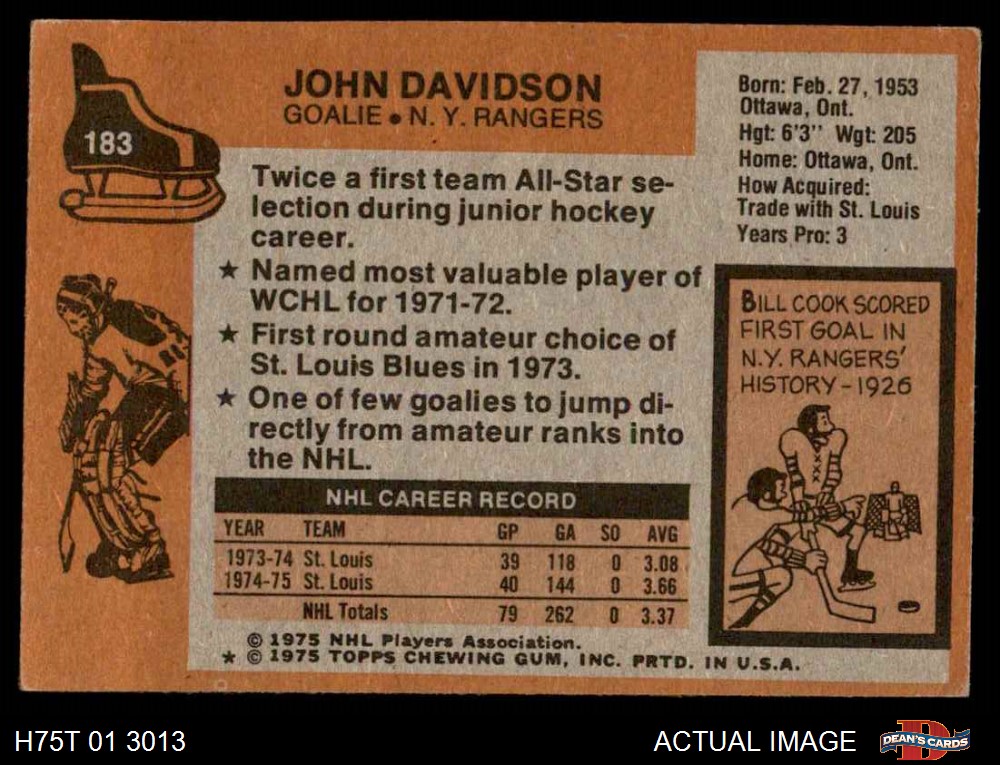 183
JOHN DAVIDSON
GOALIE • N. Y. RANGERS
Born: Feb. 27, 1953
Ottawa, Ont.
Hgt: 6'3" Wgt: 205
Home: Ottawa, Ont.
How Acquired:
Trade with St. Louis
Years Pro: 3
Twice a first team All-Star se-
lection during junior hockey
career.
★ Named most valuable player of
WCHL for 1971-72.
★ First round amateur choice of
St. Louis Blues in 1973.
★ One of few goalies to jump di-
rectly from amateur ranks into
the NHL.
BILL COOK SCORED
FIRST GOAL IN
N.Y. RANGERS'
HISTORY - 1926
NHL CAREER RECORD
YEAR TEAM GP GA SO AVG
1973-74 St. Louis 39 118 0 3.08
1974-75 St. Louis 40 144 0 3.66
NHL Totals 79 262 0 3.37
© 1975 NHL Players Association.
★ © 1975 TOPPS CHEWING GUM, INC. PRTD. IN U.S.A.
H75T 01 3013
ACTUAL IMAGE
D
DEAN'S CARDS